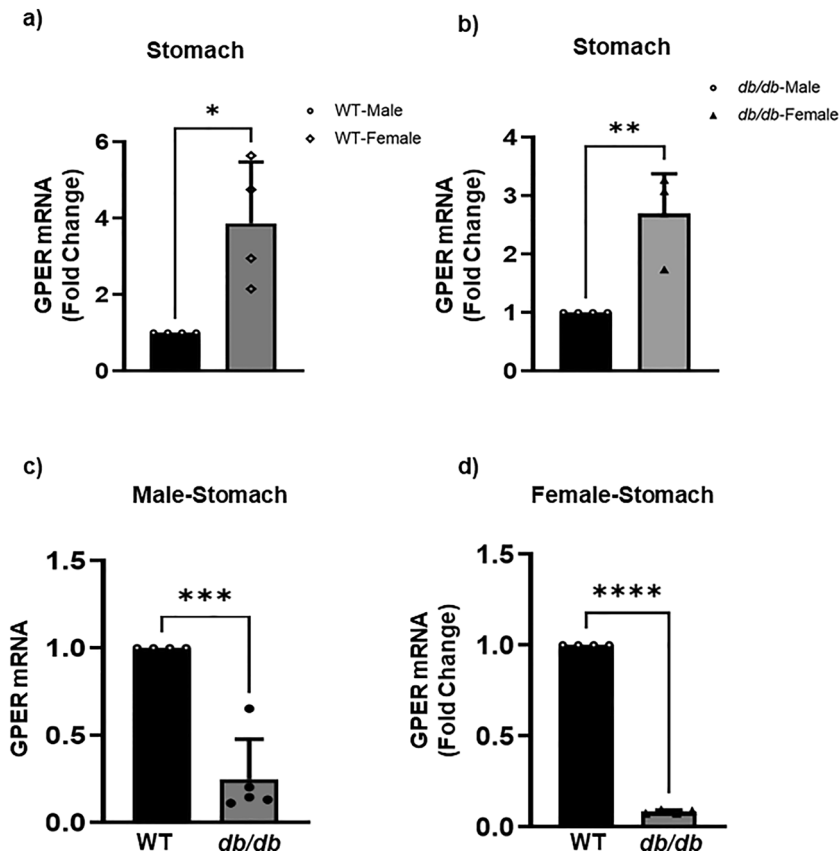 a)
Stomach
*
WT-Male
WT-Female
GPER mRNA
(Fold Change)
6
4
2
0
b)
Stomach
**
db/db-Male
db/db-Female
GPER mRNA
(Fold Change)
4
3
2
1
0
c)
Male-Stomach
***
GPER mRNA
1.5
1.0
0.5
0.0
WT
db/db
d)
Female-Stomach
****
GPER mRNA
(Fold Change)
1.5
1.0
0.5
0.0
WT
db/db